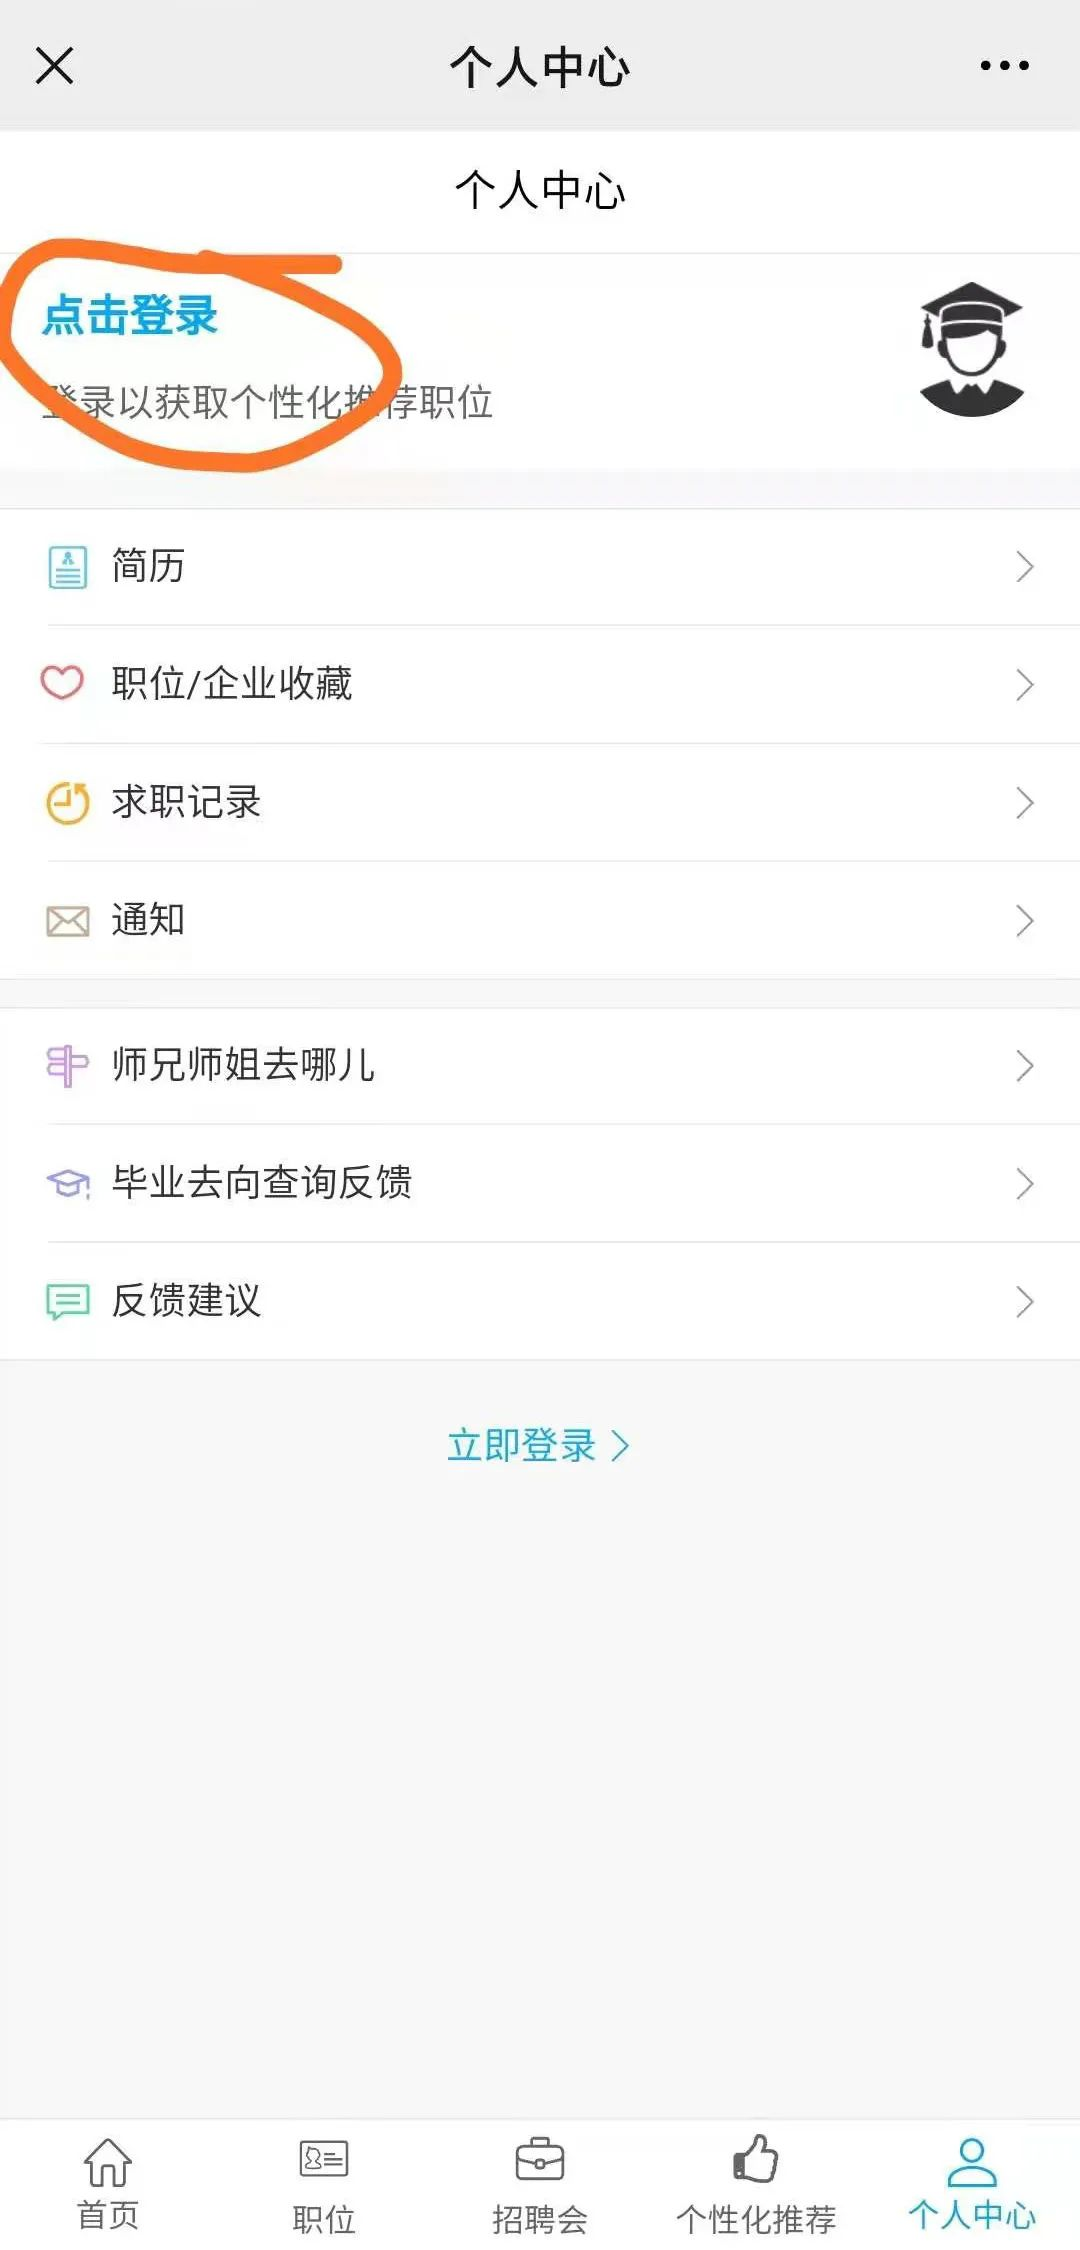 个人中心
个人中心
点击登录
登录以获取个性化推荐职位
简历
职位/企业收藏
求职记录
通知
师兄师姐去哪儿
毕业去向查询反馈
反馈建议
立即登录
首页
职位
招聘会
个性化推荐
个人中心